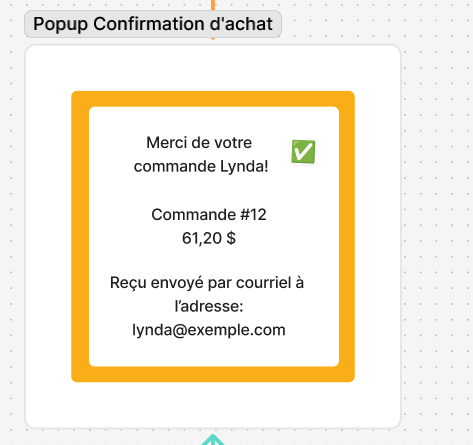 Popup Confirmation d'achat
Merci de votre
commande Lynda!
Commande #12
61,20 $
Reçu envoyé par courriel à
l’adresse:
lynda@exemple.com